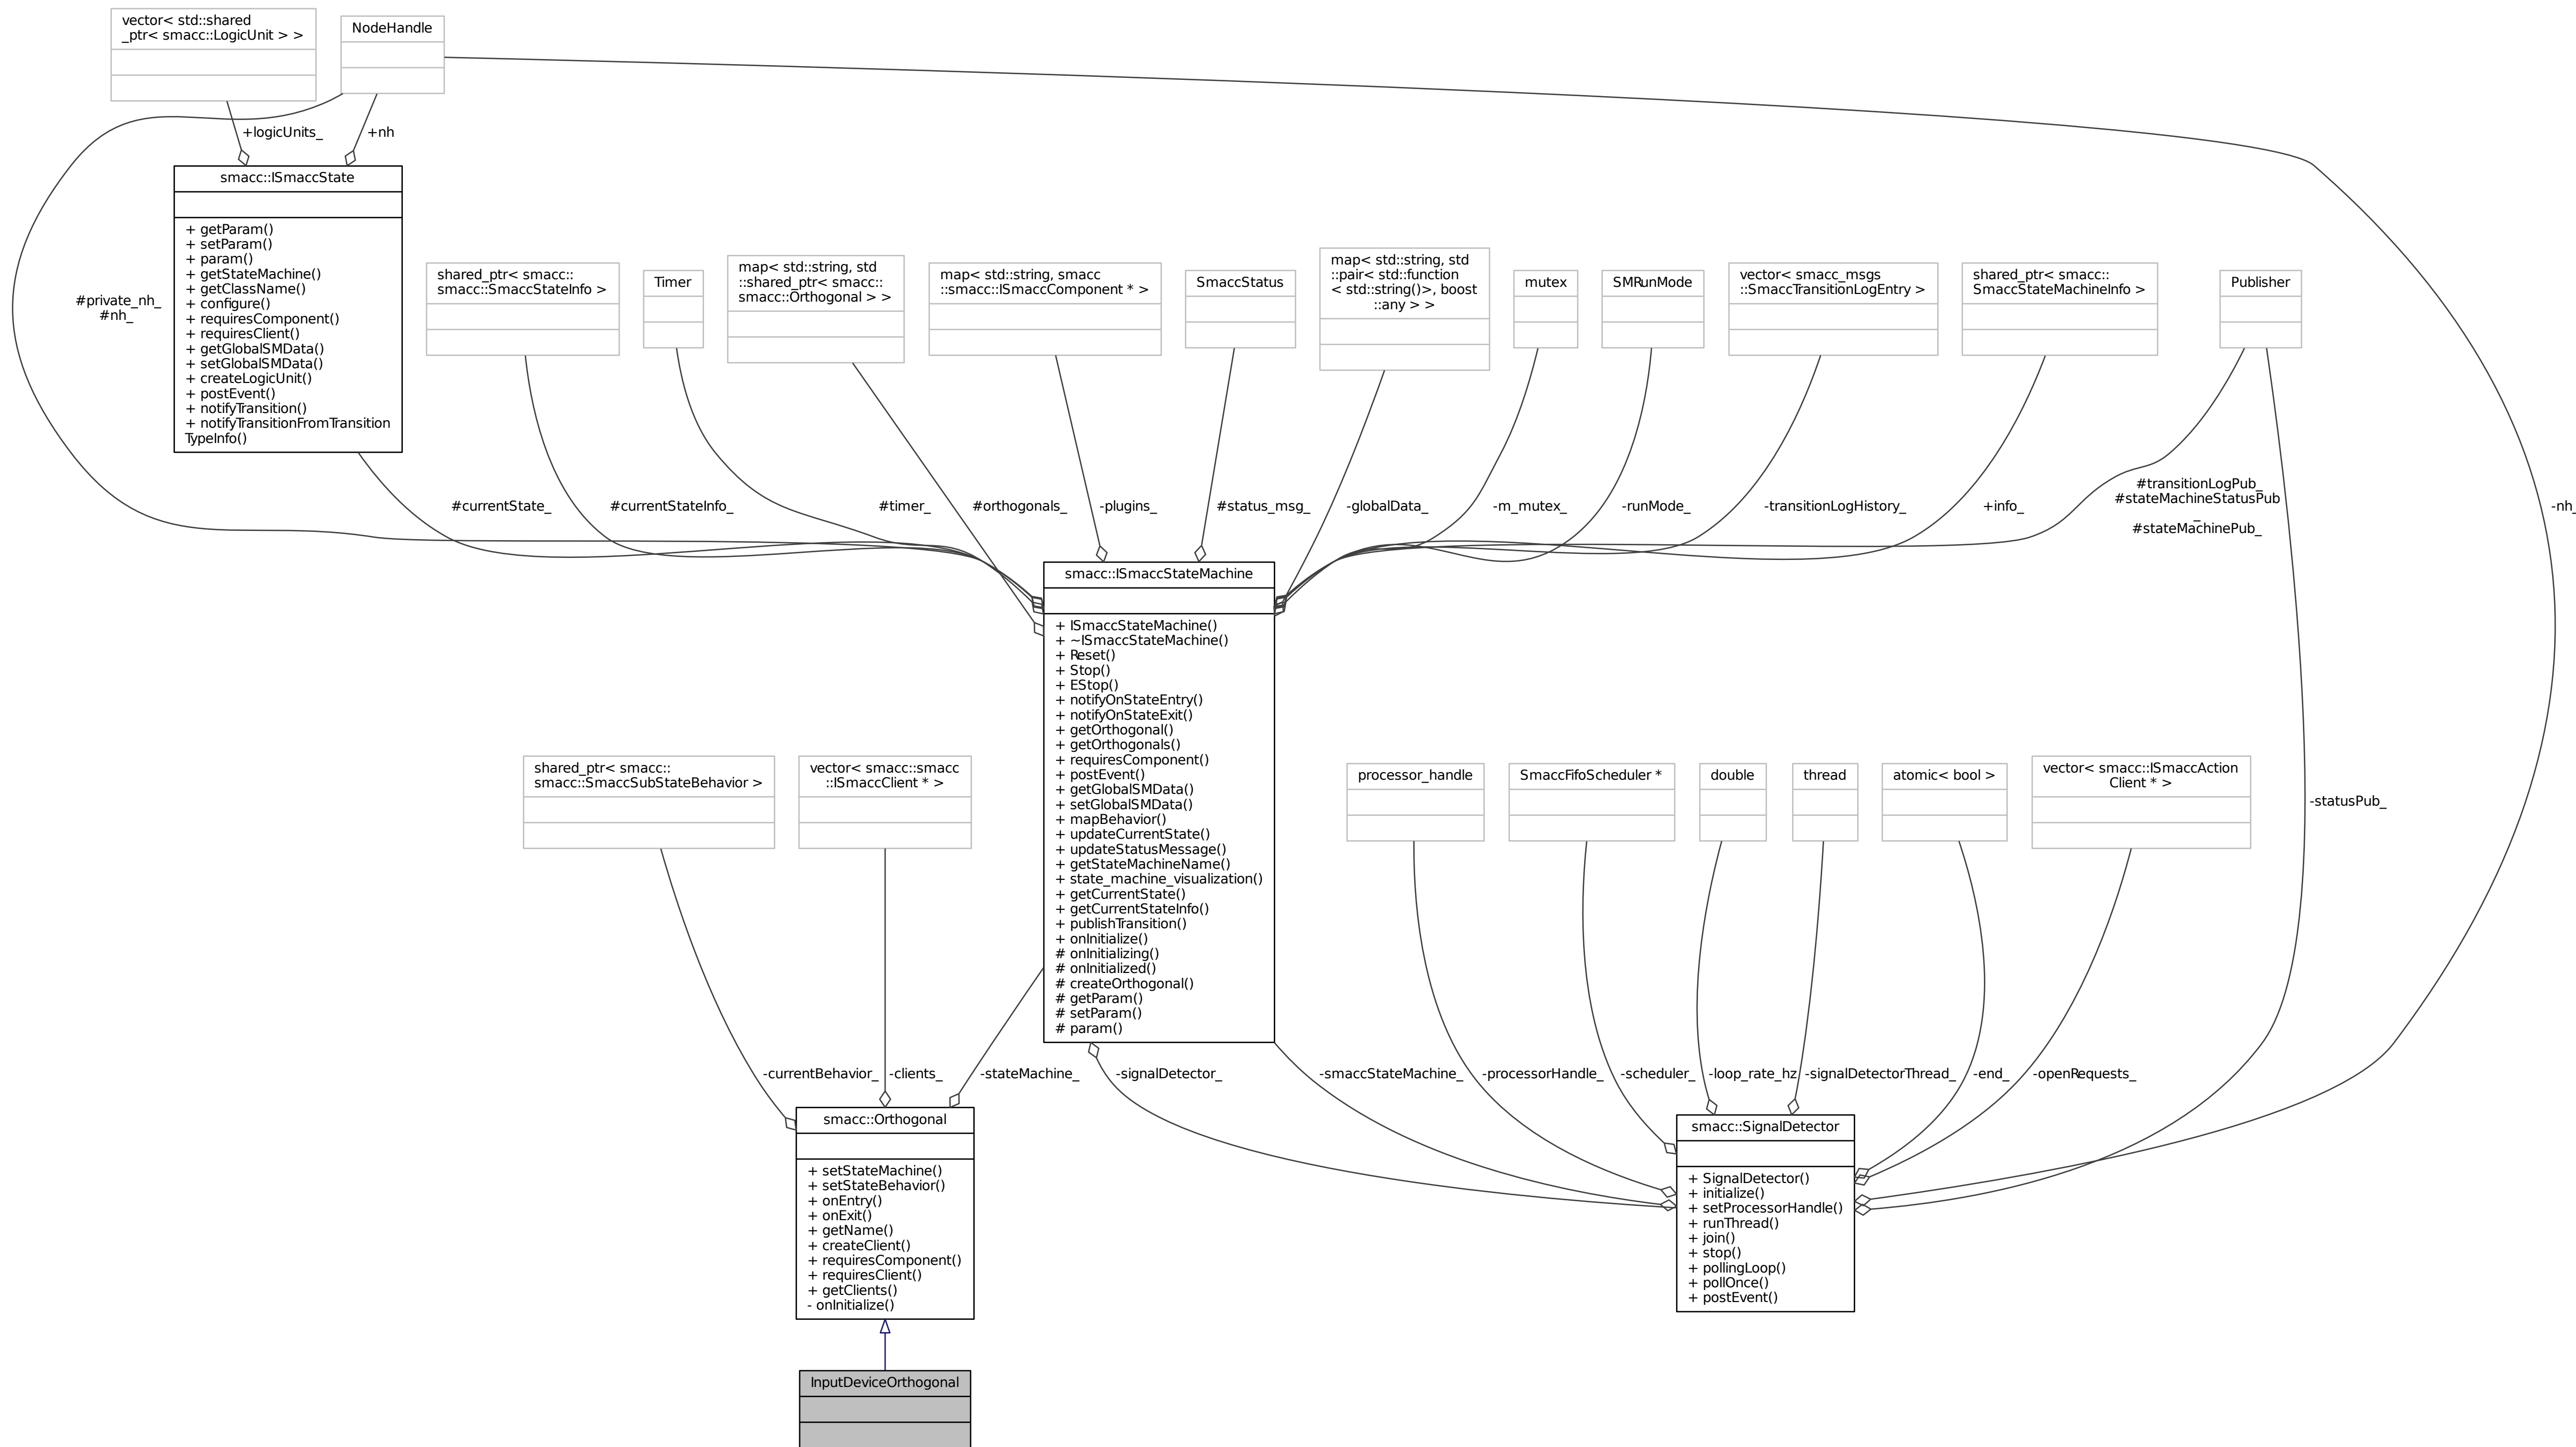 vector< std::shared
_ptr< smacc::LogicUnit > >
NodeHandle
+logicUnits_
+nh
smacc::ISmaccState
+ getParam()
+ setParam()
+ param()
+ getStateMachine()
+ getClassName()
+ configure()
+ requiresComponent()
+ requiresClient()
+ getGlobalSMData()
+ setGlobalSMData()
+ createLogicUnit()
+ postEvent()
+ notifyTransition()
+ notifyTransitionFromTransition
TypeInfo()
#private_nh_
#nh_
shared_ptr< smacc::
smacc::SmaccStateInfo >
Timer
map< std::string, std
::shared_ptr< smacc::
smacc::Orthogonal > >
map< std::string, smacc
::smacc::ISmaccComponent * >
SmaccStatus
map< std::string, std
::pair< std::function
< std::string()>, boost
::any > >
mutex
SMRunMode
vector< smacc_msgs
::SmaccTransitionLogEntry >
shared_ptr< smacc::
SmaccStateMachineInfo >
Publisher
#currentState_
#currentStateInfo_
#timer_
#orthogonals_
-plugins_
#status_msg_
-globalData_
-m_mutex_
-runMode_
-transitionLogHistory_
+info_
#transitionLogPub_
#stateMachineStatusPub
_
#stateMachinePub_
-nh_
smacc::ISmaccStateMachine
+ ISmaccStateMachine()
+ ~ISmaccStateMachine()
+ Reset()
+ Stop()
+ EStop()
+ notifyOnStateEntry()
+ notifyOnStateExit()
+ getOrthogonal()
+ getOrthogonals()
+ requiresComponent()
+ postEvent()
+ getGlobalSMData()
+ setGlobalSMData()
+ mapBehavior()
+ updateCurrentState()
+ updateStatusMessage()
+ getStateMachineName()
+ state_machine_visualization()
+ getCurrentState()
+ getCurrentStateInfo()
+ publishTransition()
+ onInitialize()
# onInitializing()
# onInitialized()
# createOrthogonal()
# getParam()
# setParam()
# param()
shared_ptr< smacc::
smacc::SmaccSubStateBehavior >
vector< smacc::smacc
::ISmaccClient * >
processor_handle
SmaccFifoScheduler *
double
thread
atomic< bool >
vector< smacc::ISmaccAction
Client * >
-statusPub_
-currentBehavior_
-clients_
-stateMachine_
-signalDetector_
-smaccStateMachine_
-processorHandle_
-scheduler_
-loop_rate_hz
-signalDetectorThread_
-end_
-openRequests_
smacc::Orthogonal
+ setStateMachine()
+ setStateBehavior()
+ onEntry()
+ onExit()
+ getName()
+ createClient()
+ requiresComponent()
+ requiresClient()
+ getClients()
- onInitialize()
smacc::SignalDetector
+ SignalDetector()
+ initialize()
+ setProcessorHandle()
+ runThread()
+ join()
+ stop()
+ pollingLoop()
+ pollOnce()
+ postEvent()
InputDeviceOrthogonal